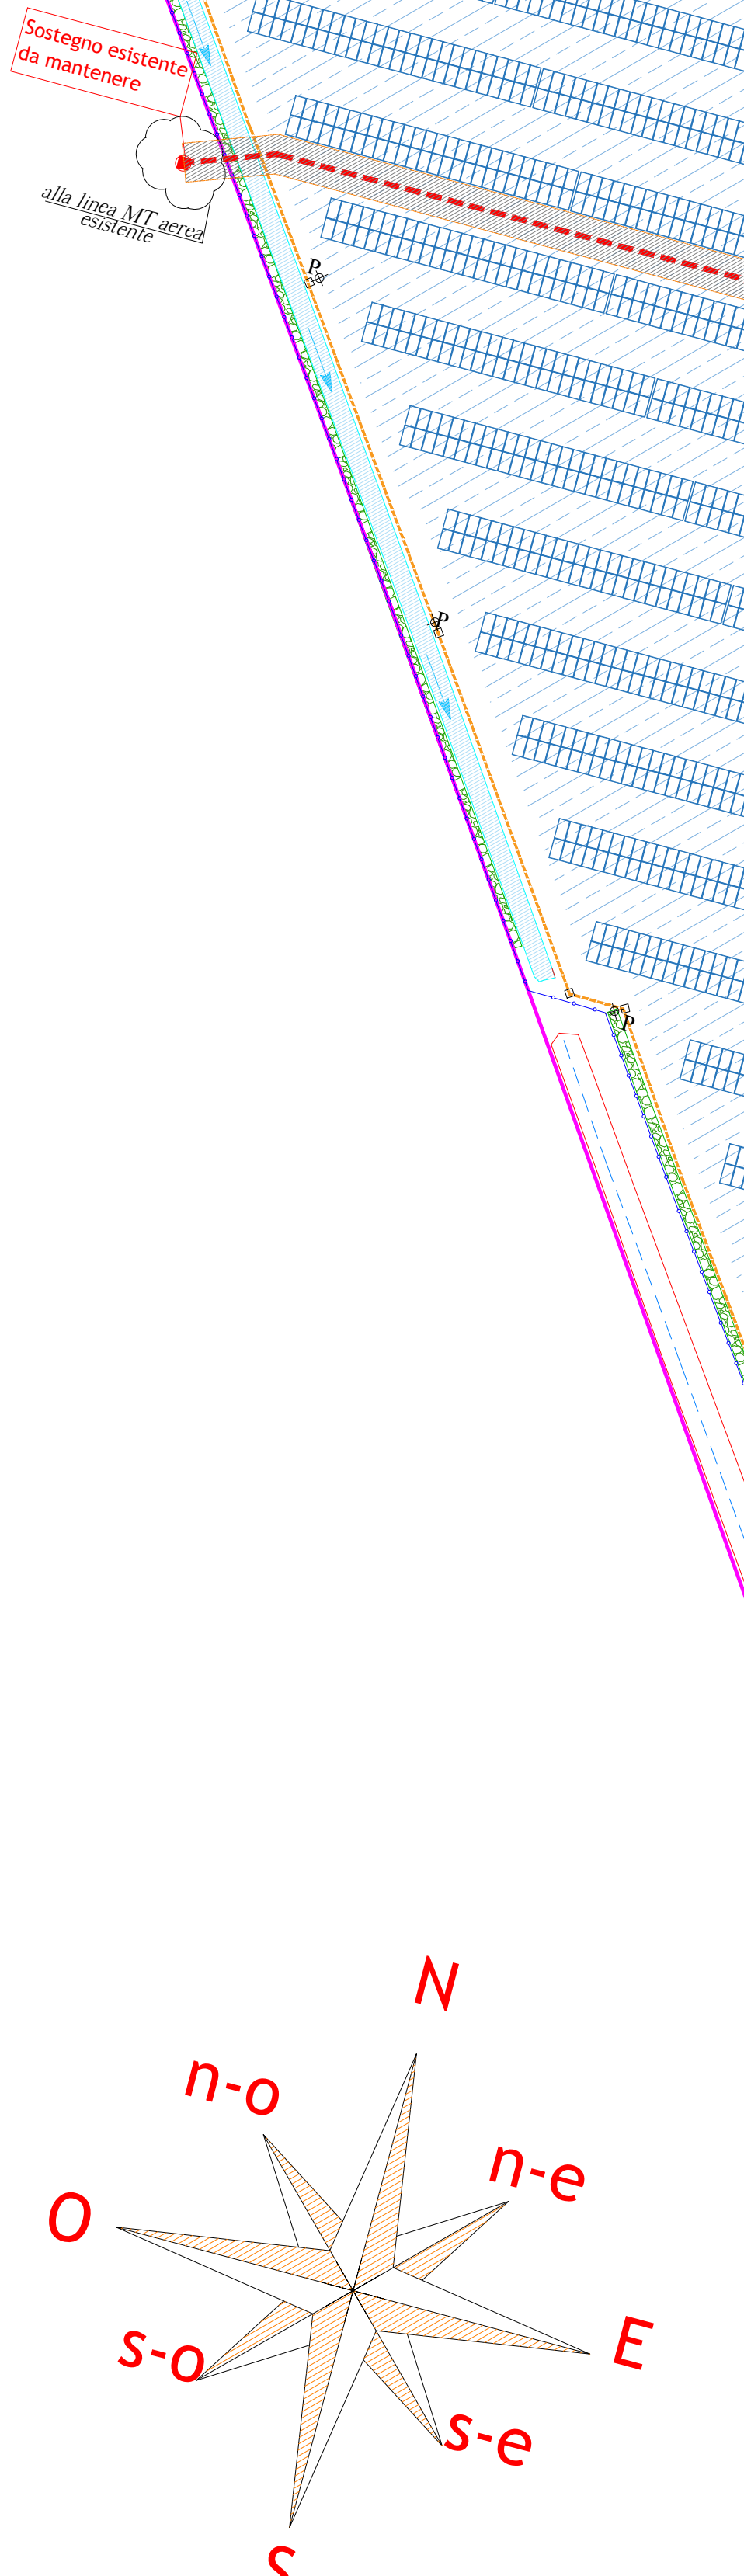 Sostegno esistente
da mantenere
alla linea MT aerea
esistente
P
P
P
N
n-o
n-e
O
E
s-o
s-e
S